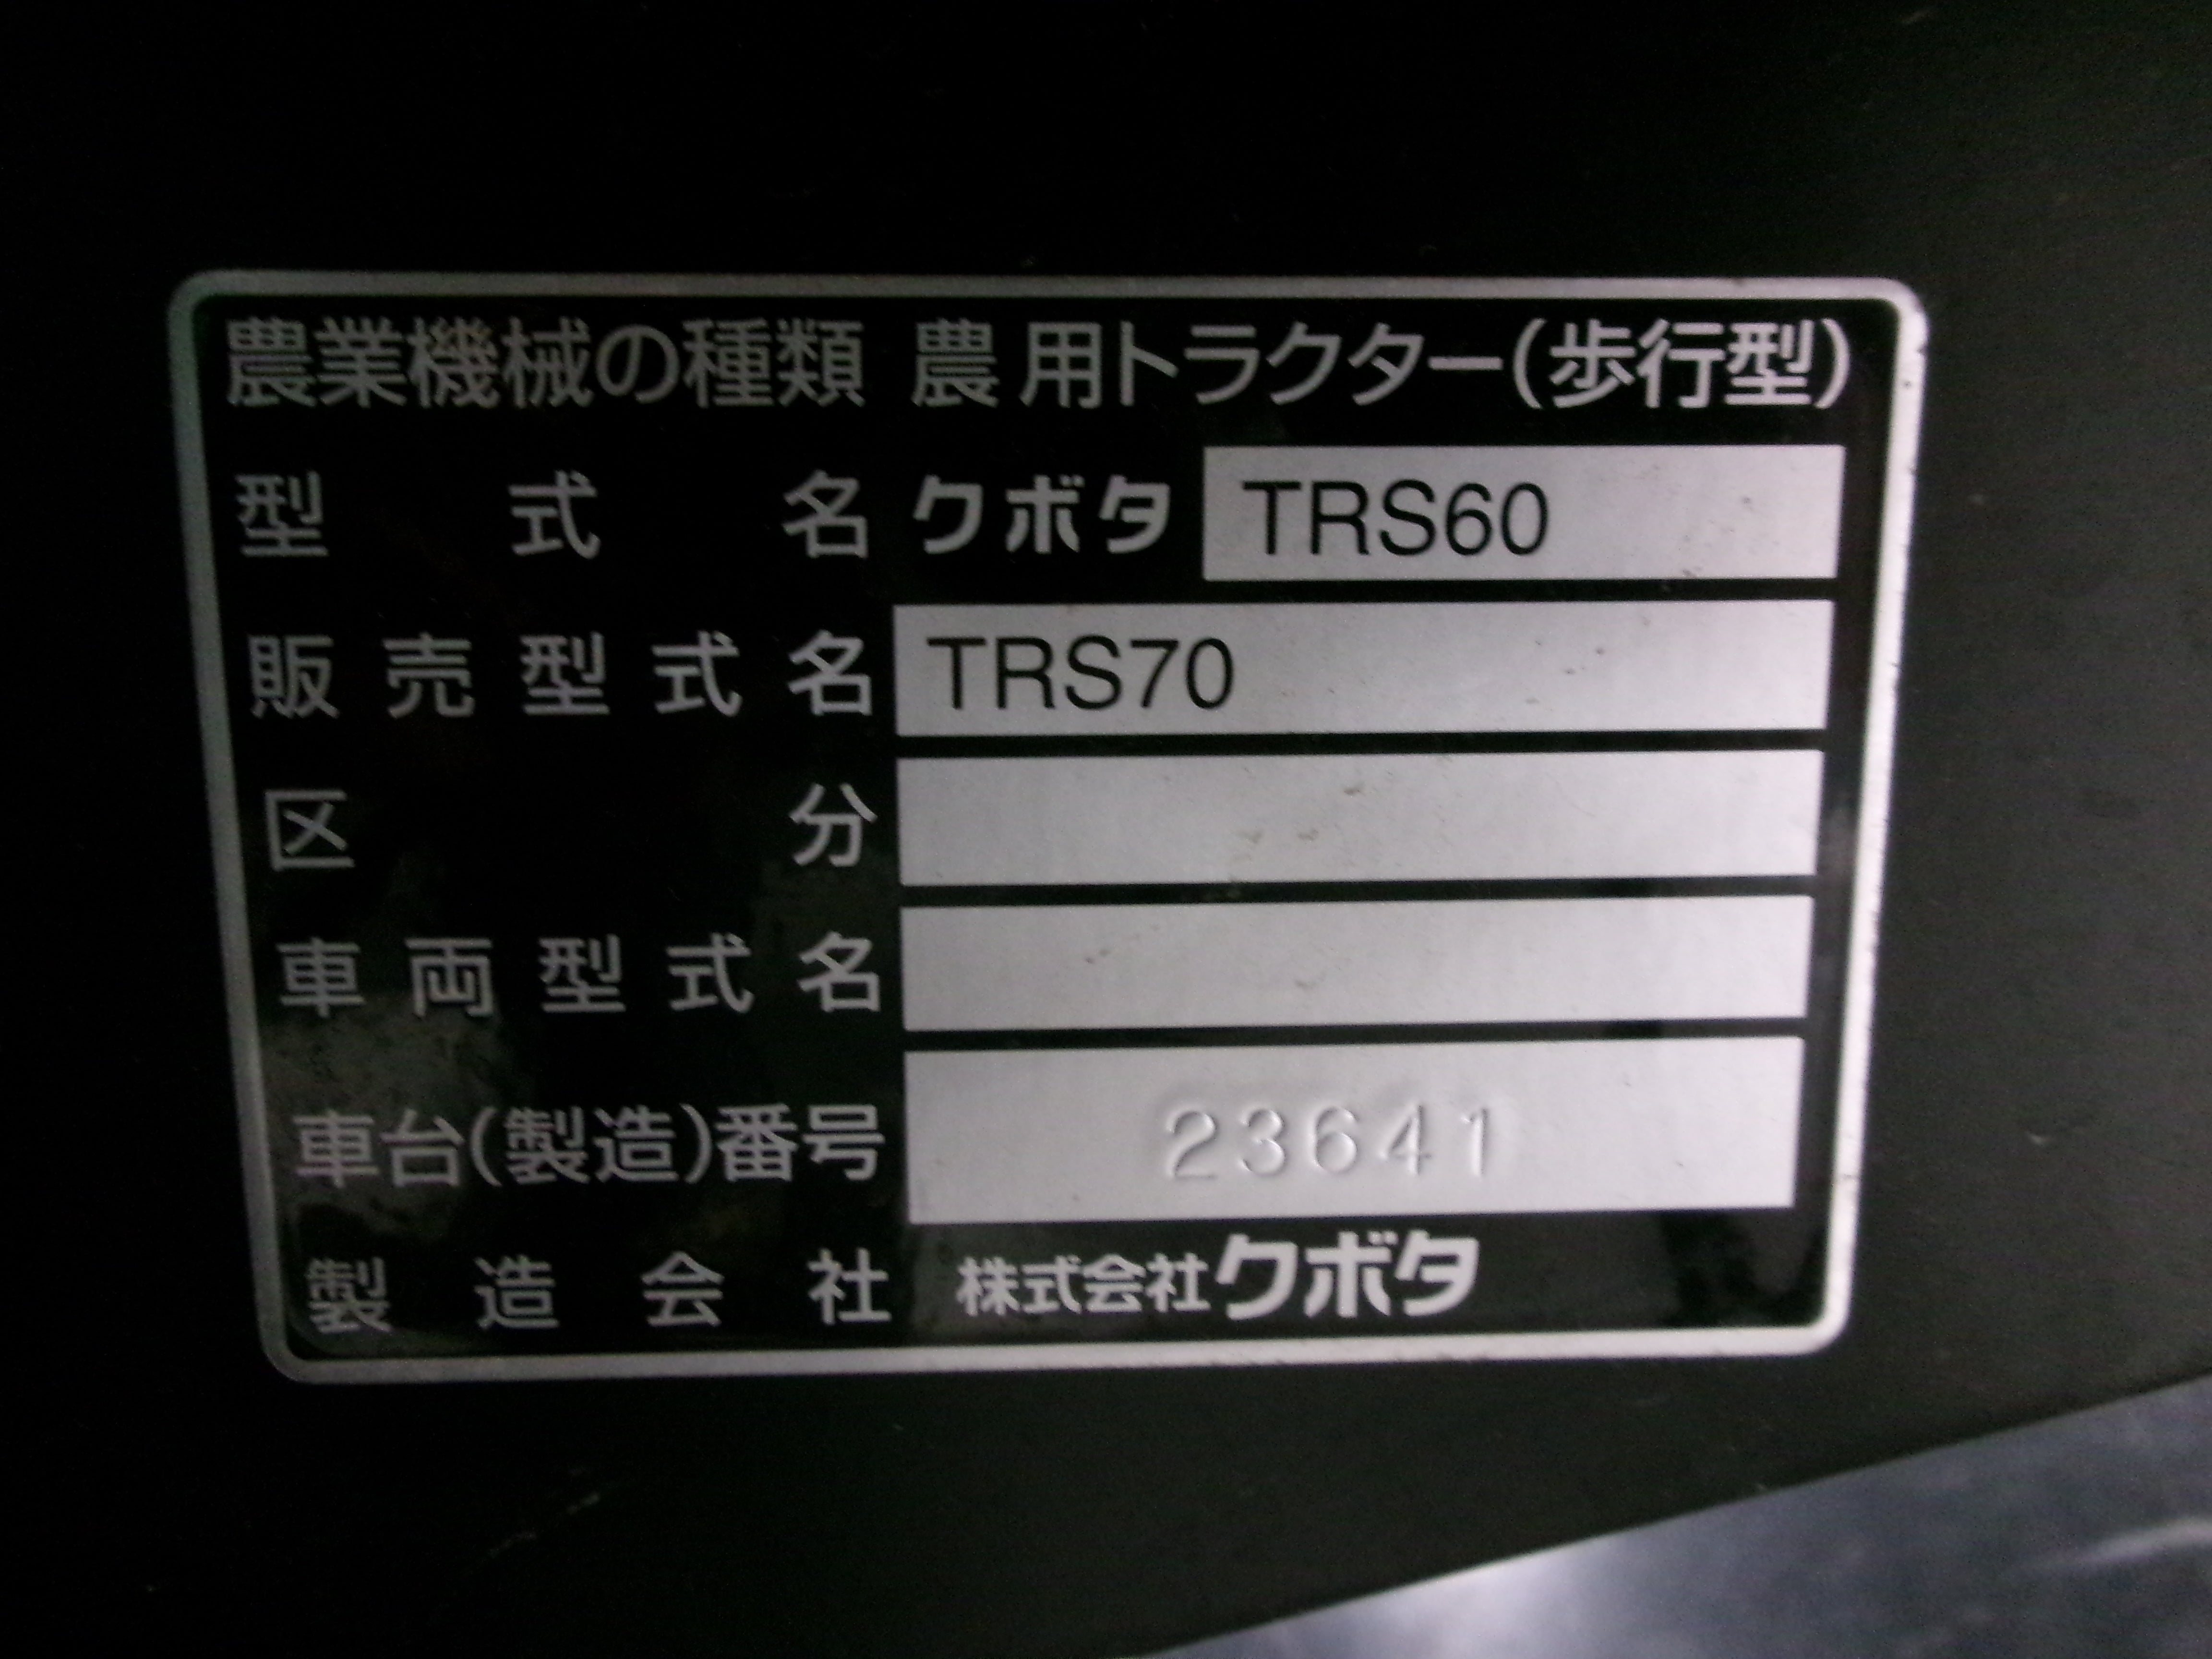 農業機械の種類 農用トラクター(歩行型)
型式名 クボタ TRS60
販売型式名 TRS70
区分
車両型式名
車台(製造)番号 23641
製造会社 株式会社クボタ